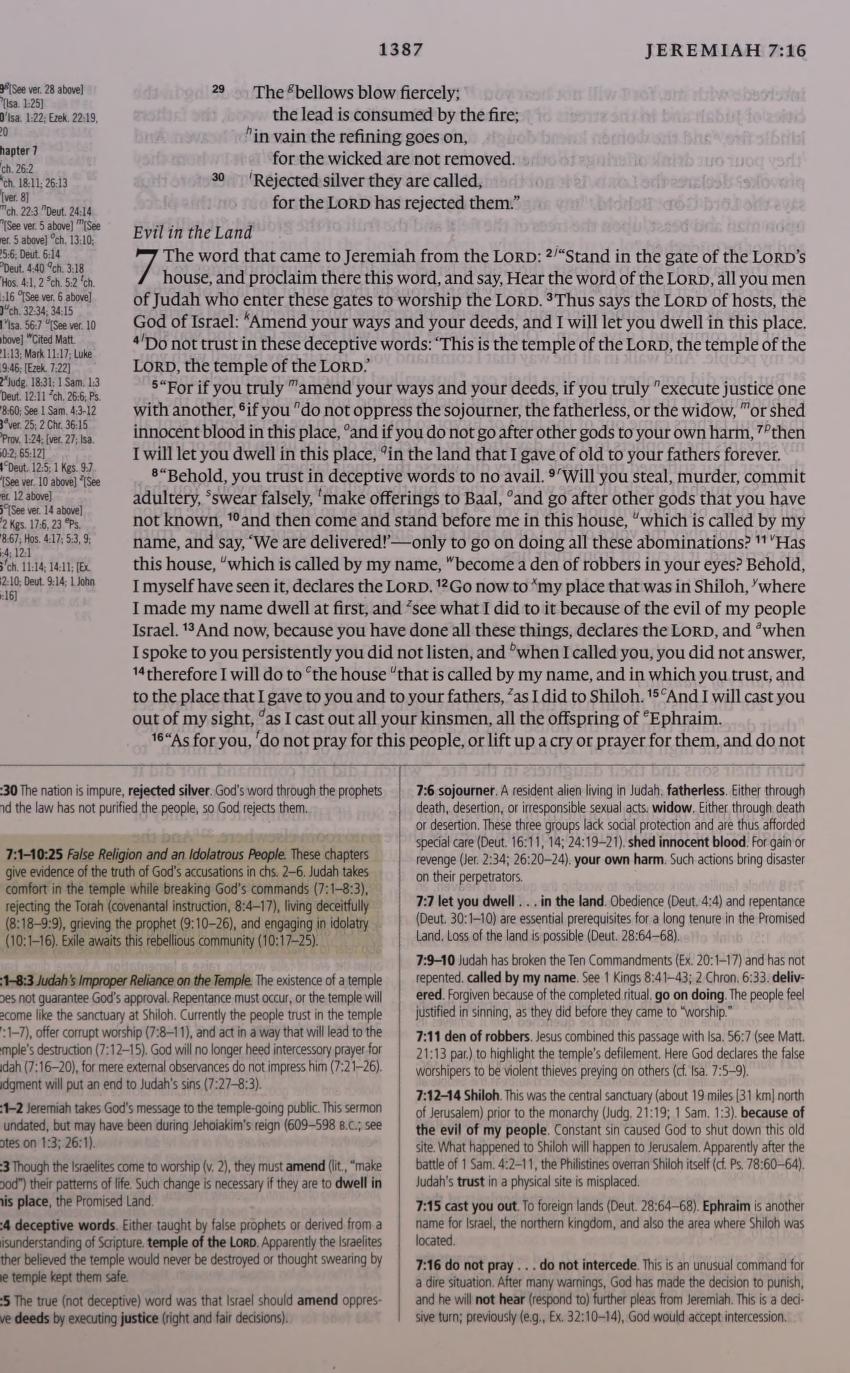 1387 JEREMIAH 7:16
9g[See ver. 28 above]
h[Isa. 1:25]
0i Isa. 1:22; Ezek. 22:19,
20
hapter 7
ch. 26:2
k ch. 18:11; 26:13
[ver. 8]
m ch. 22:3 n Deut. 24:14
n[See ver. 5 above] m[See
er. 5 above] o ch. 13:10;
25:6; Deut. 6:14
p Deut. 4:40 q ch. 3:18
Hos. 4:1, 2 s ch. 5:2 t ch.
:16 o[See ver. 6 above]
0u ch. 32:34; 34:15
1v Isa. 56:7 u[See ver. 10
above] w Cited Matt.
21:13; Mark 11:17; Luke
19:46; [Ezek. 7:22]
2x Judg. 18:31; 1 Sam. 1:3
y Deut. 12:11 z ch. 26:6; Ps.
78:60; See 1 Sam. 4:3-12
3a ver. 25; 2 Chr. 36:15
b Prov. 1:24; [ver. 27; Isa.
50:2; 65:12]
4c Deut. 12:5; 1 Kgs. 9:7
u[See ver. 10 above] z[See
er. 12 above]
5c[See ver. 14 above]
d 2 Kgs. 17:6, 23 e Ps.
78:67; Hos. 4:17; 5:3, 9;
:4; 12:1
6f ch. 11:14; 14:11; [Ex.
32:10; Deut. 9:14; 1 John
:16]
29 The gbellows blow fiercely;
the lead is consumed by the fire;
hin vain the refining goes on,
for the wicked are not removed.
30 iRejected silver they are called,
for the LORD has rejected them.”
Evil in the Land
7 The word that came to Jeremiah from the LORD: 2j“Stand in the gate of the LORD’s
house, and proclaim there this word, and say, Hear the word of the LORD, all you men
of Judah who enter these gates to worship the LORD. 3Thus says the LORD of hosts, the
God of Israel: kAmend your ways and your deeds, and I will let you dwell in this place.
4lDo not trust in these deceptive words: ‘This is the temple of the LORD, the temple of the
LORD, the temple of the LORD.’
5“For if you truly mamend your ways and your deeds, if you truly nexecute justice one
with another, 6if you ndo not oppress the sojourner, the fatherless, or the widow, mor shed
innocent blood in this place, oand if you do not go after other gods to your own harm, 7pthen
I will let you dwell in this place, qin the land that I gave of old to your fathers forever.
8“Behold, you trust in deceptive words to no avail. 9rWill you steal, murder, commit
adultery, sswear falsely, tmake offerings to Baal, oand go after other gods that you have
not known, 10and then come and stand before me in this house, uwhich is called by my
name, and say, ‘We are delivered!’—only to go on doing all these abominations? 11vHas
this house, uwhich is called by my name, wbecome a den of robbers in your eyes? Behold,
I myself have seen it, declares the LORD. 12Go now to xmy place that was in Shiloh, ywhere
I made my name dwell at first, and zsee what I did to it because of the evil of my people
Israel. 13And now, because you have done all these things, declares the LORD, and awhen
I spoke to you persistently you did not listen, and bwhen I called you, you did not answer,
14therefore I will do to cthe house uthat is called by my name, and in which you trust, and
to the place that I gave to you and to your fathers, zas I did to Shiloh. 15cAnd I will cast you
out of my sight, das I cast out all your kinsmen, all the offspring of eEphraim.
16“As for you, fdo not pray for this people, or lift up a cry or prayer for them, and do not
:30 The nation is impure, rejected silver. God’s word through the prophets
nd the law has not purified the people, so God rejects them.
7:1–10:25 False Religion and an Idolatrous People. These chapters
give evidence of the truth of God’s accusations in chs. 2–6. Judah takes
comfort in the temple while breaking God’s commands (7:1–8:3),
rejecting the Torah (covenantal instruction, 8:4–17), living deceitfully
(8:18–9:9), grieving the prophet (9:10–26), and engaging in idolatry
(10:1–16). Exile awaits this rebellious community (10:17–25).
:1–8:3 Judah’s Improper Reliance on the Temple. The existence of a temple
oes not guarantee God’s approval. Repentance must occur, or the temple will
ecome like the sanctuary at Shiloh. Currently the people trust in the temple
:1–7), offer corrupt worship (7:8–11), and act in a way that will lead to the
mple’s destruction (7:12–15). God will no longer heed intercessory prayer for
dah (7:16–20), for mere external observances do not impress him (7:21–26).
dgment will put an end to Judah’s sins (7:27–8:3).
:1–2 Jeremiah takes God’s message to the temple-going public. This sermon
undated, but may have been during Jehoiakim’s reign (609–598 B.C.; see
otes on 1:3; 26:1).
:3 Though the Israelites come to worship (v. 2), they must amend (lit., “make
ood”) their patterns of life. Such change is necessary if they are to dwell in
his place, the Promised Land.
:4 deceptive words. Either taught by false prophets or derived from a
isunderstanding of Scripture. temple of the LORD. Apparently the Israelites
ther believed the temple would never be destroyed or thought swearing by
e temple kept them safe.
:5 The true (not deceptive) word was that Israel should amend oppres-
ve deeds by executing justice (right and fair decisions).
7:6 sojourner. A resident alien living in Judah. fatherless. Either through
death, desertion, or irresponsible sexual acts. widow. Either through death
or desertion. These three groups lack social protection and are thus afforded
special care (Deut. 16:11, 14; 24:19–21). shed innocent blood. For gain or
revenge (Jer. 2:34; 26:20–24). your own harm. Such actions bring disaster
on their perpetrators.
7:7 let you dwell . . . in the land. Obedience (Deut. 4:4) and repentance
(Deut. 30:1–10) are essential prerequisites for a long tenure in the Promised
Land. Loss of the land is possible (Deut. 28:64–68).
7:9–10 Judah has broken the Ten Commandments (Ex. 20:1–17) and has not
repented. called by my name. See 1 Kings 8:41–43; 2 Chron. 6:33. deliv-
ered. Forgiven because of the completed ritual. go on doing. The people feel
justified in sinning, as they did before they came to “worship.”
7:11 den of robbers. Jesus combined this passage with Isa. 56:7 (see Matt.
21:13 par.) to highlight the temple’s defilement. Here God declares the false
worshipers to be violent thieves preying on others (cf. Isa. 7:5–9).
7:12–14 Shiloh. This was the central sanctuary (about 19 miles [31 km] north
of Jerusalem) prior to the monarchy (Judg. 21:19; 1 Sam. 1:3). because of
the evil of my people. Constant sin caused God to shut down this old
site. What happened to Shiloh will happen to Jerusalem. Apparently after the
battle of 1 Sam. 4:2–11, the Philistines overran Shiloh itself (cf. Ps. 78:60–64).
Judah’s trust in a physical site is misplaced.
7:15 cast you out. To foreign lands (Deut. 28:64–68). Ephraim is another
name for Israel, the northern kingdom, and also the area where Shiloh was
located.
7:16 do not pray . . . do not intercede. This is an unusual command for
a dire situation. After many warnings, God has made the decision to punish,
and he will not hear (respond to) further pleas from Jeremiah. This is a deci-
sive turn; previously (e.g., Ex. 32:10–14), God would accept intercession.